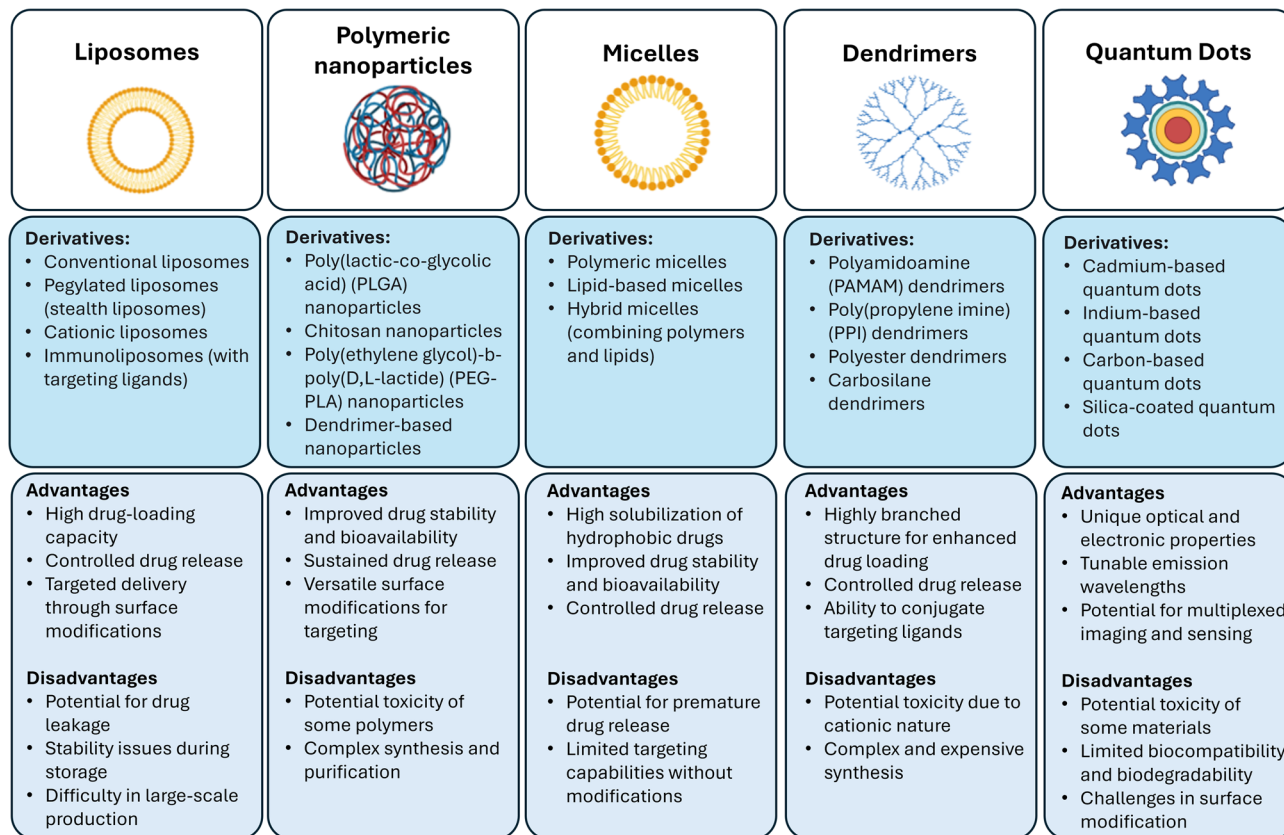 Liposomes
Polymeric
nanoparticles
Micelles
Dendrimers
Quantum Dots
Derivatives:
• Conventional liposomes
• Pegylated liposomes
(stealth liposomes)
• Cationic liposomes
• Immunoliposomes (with
targeting ligands)
Derivatives:
• Poly(lactic-co-glycolic
acid) (PLGA)
nanoparticles
• Chitosan nanoparticles
• Poly(ethylene glycol)-b-
poly(D,L-lactide) (PEG-
PLA) nanoparticles
• Dendrimer-based
nanoparticles
Derivatives:
• Polymeric micelles
• Lipid-based micelles
• Hybrid micelles
(combining polymers
and lipids)
Derivatives:
• Polyamidoamine
(PAMAM) dendrimers
• Poly(propylene imine)
(PPI) dendrimers
• Polyester dendrimers
• Carbosilane
dendrimers
Derivatives:
• Cadmium-based
quantum dots
• Indium-based
quantum dots
• Carbon-based
quantum dots
• Silica-coated quantum
dots
Advantages
• High drug-loading
capacity
• Controlled drug release
• Targeted delivery
through surface
modifications
Disadvantages
• Potential for drug
leakage
• Stability issues during
storage
• Difficulty in large-scale
production
Advantages
• Improved drug stability
and bioavailability
• Sustained drug release
• Versatile surface
modifications for
targeting
Disadvantages
• Potential toxicity of
some polymers
• Complex synthesis and
purification
Advantages
• High solubilization of
hydrophobic drugs
• Improved drug stability
and bioavailability
• Controlled drug release
Disadvantages
• Potential for premature
drug release
• Limited targeting
capabilities without
modifications
Advantages
• Highly branched
structure for enhanced
drug loading
• Controlled drug release
• Ability to conjugate
targeting ligands
Disadvantages
• Potential toxicity due to
cationic nature
• Complex and expensive
synthesis
Advantages
• Unique optical and
electronic properties
• Tunable emission
wavelengths
• Potential for multiplexed
imaging and sensing
Disadvantages
• Potential toxicity of
some materials
• Limited biocompatibility
and biodegradability
• Challenges in surface
modification